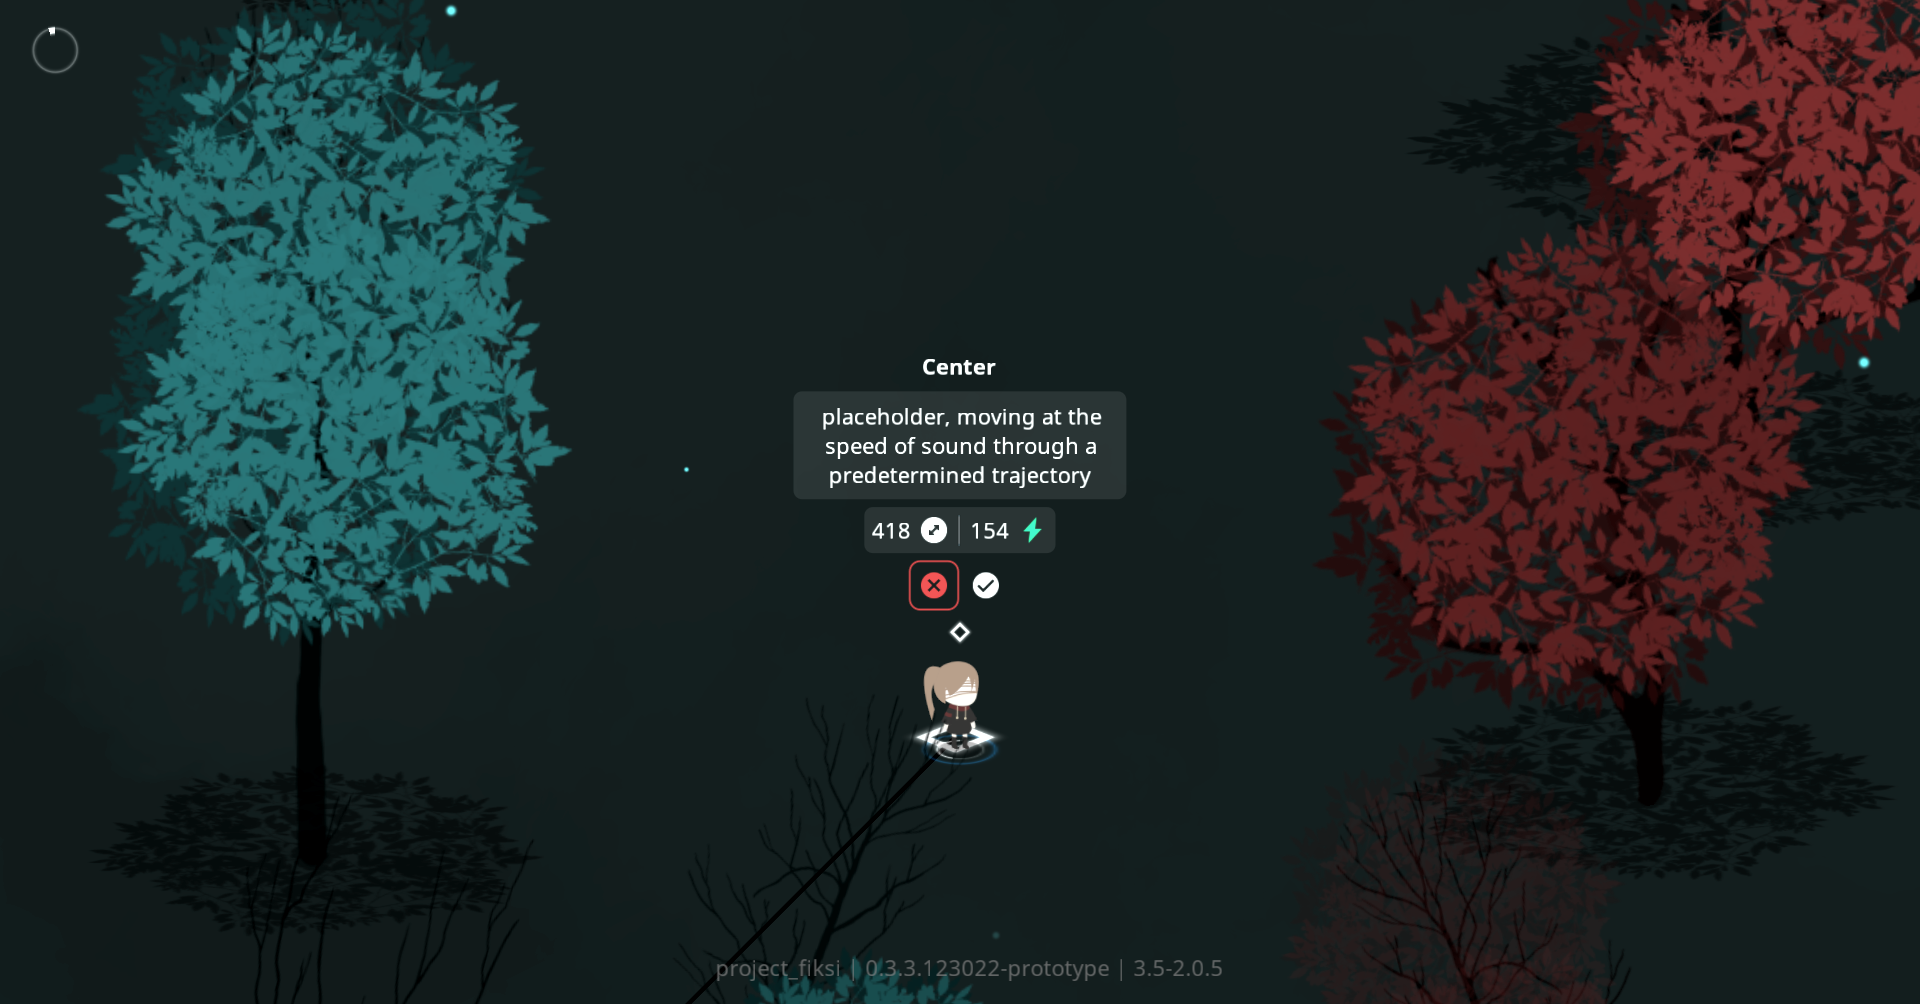 Center
placeholder, moving at the
speed of sound through a
predetermined trajectory
418 154
project_fiksi | 0.3.3.123022-prototype | 3.5-2.0.5